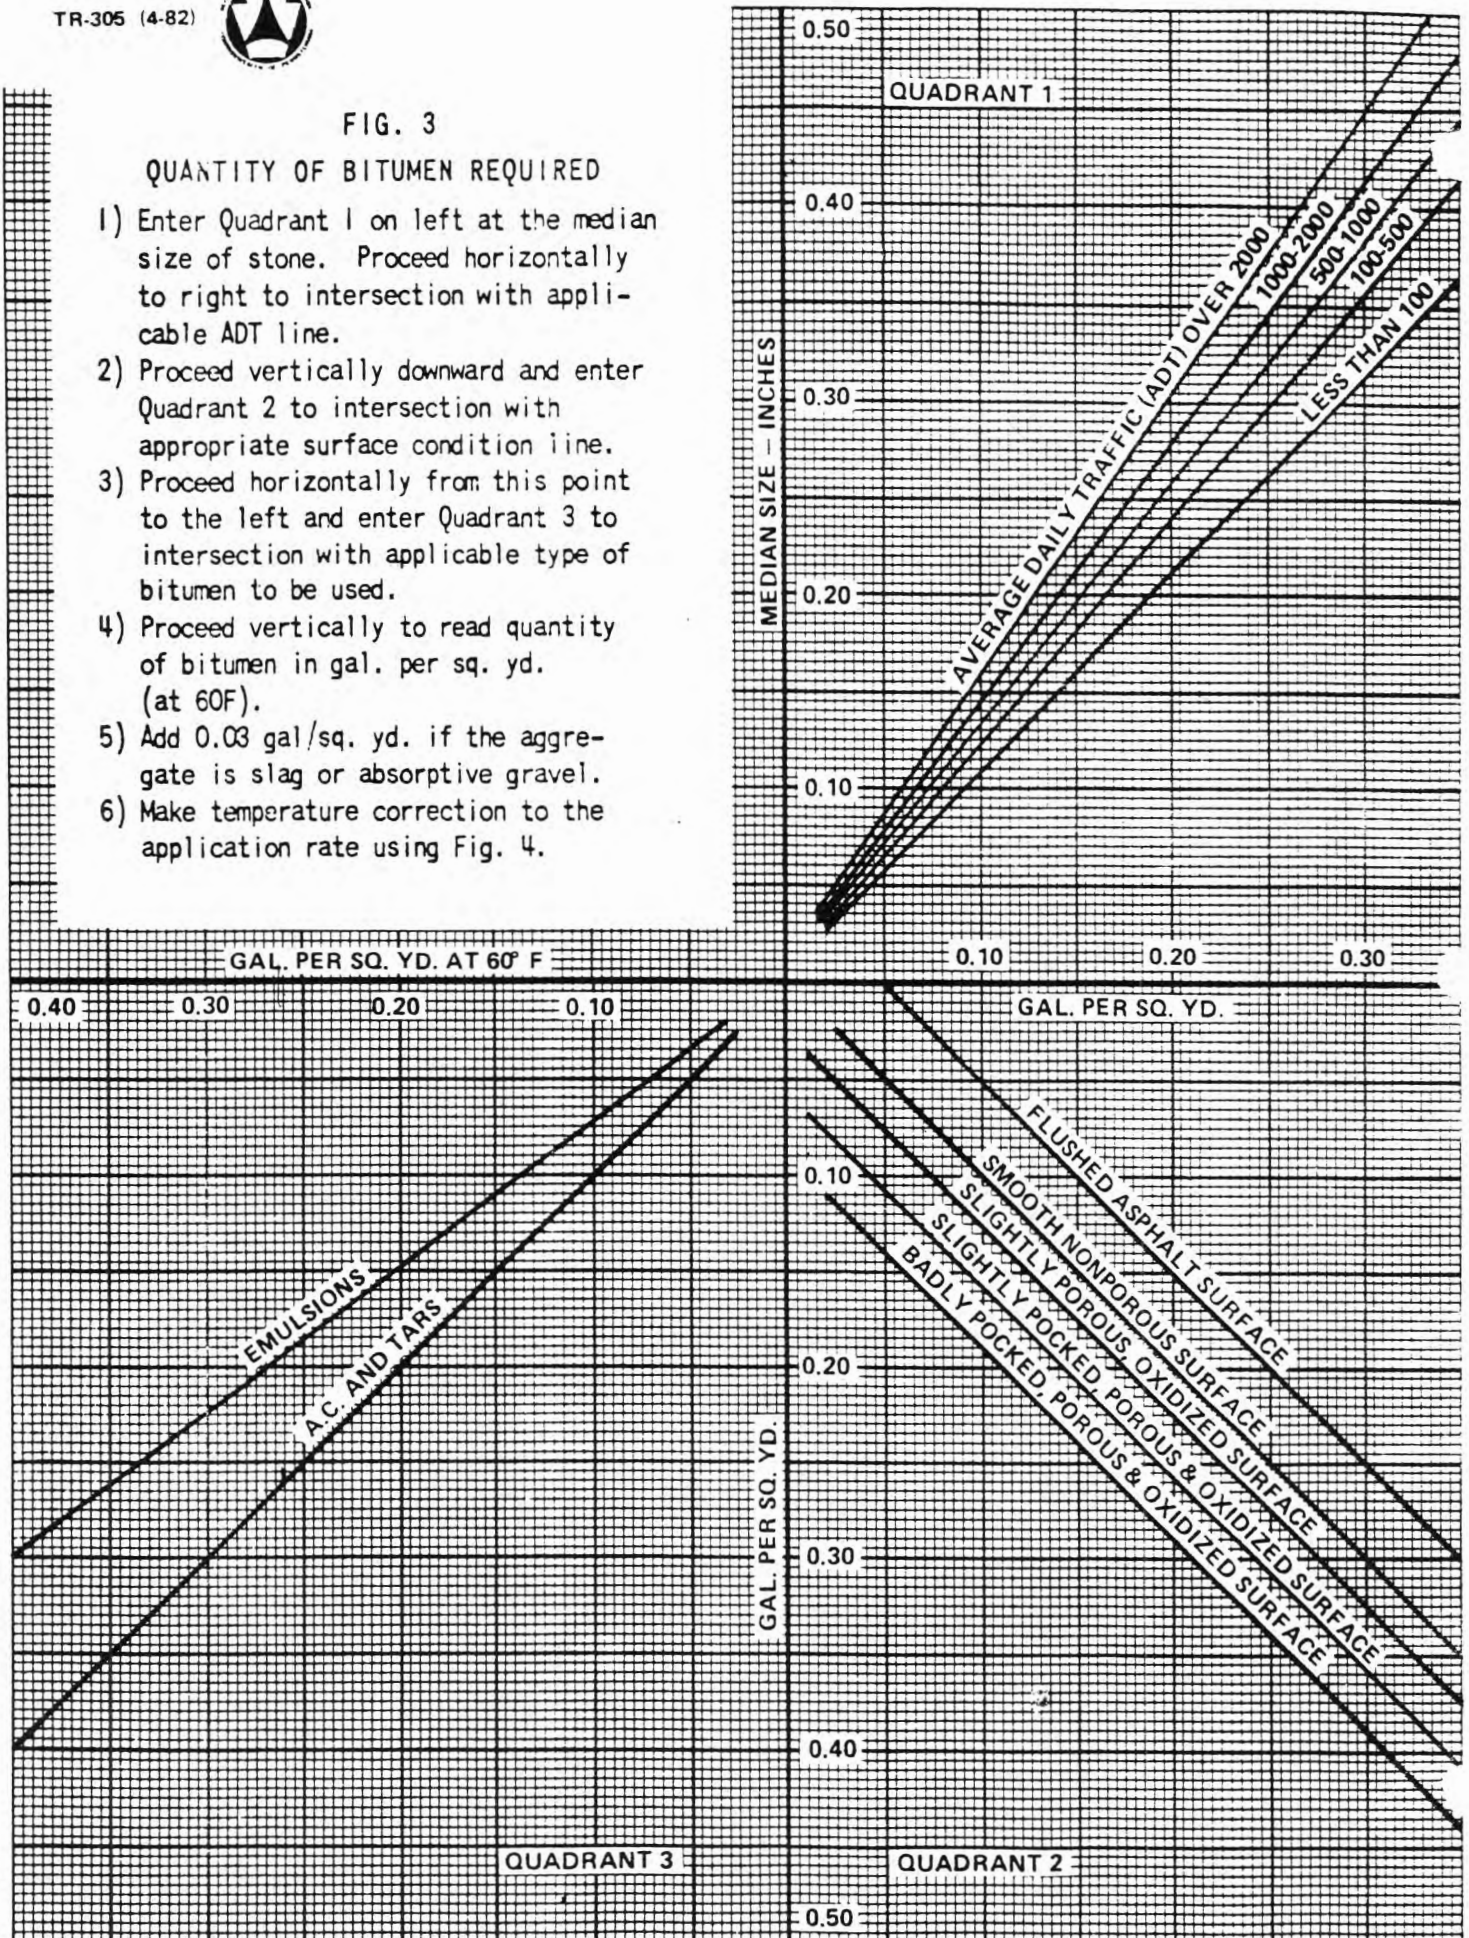 TR-305 (4-82)
FIG. 3
QUANTITY OF BITUMEN REQUIRED
1) Enter Quadrant 1 on left at the median
size of stone. Proceed horizontally
to right to intersection with appli-
cable ADT line.
2) Proceed vertically downward and enter
Quadrant 2 to intersection with
appropriate surface condition line.
3) Proceed horizontally from this point
to the left and enter Quadrant 3 to
intersection with applicable type of
bitumen to be used.
4) Proceed vertically to read quantity
of bitumen in gal. per sq. yd.
(at 60F).
5) Add 0.03 gal/sq. yd. if the aggre-
gate is slag or absorptive gravel.
6) Make temperature correction to the
application rate using Fig. 4.
QUADRANT 1
0.50
0.40
0.30
0.20
0.10
MEDIAN SIZE - INCHES
AVERAGE DAILY TRAFFIC (ADT) OVER 2000
1000-2000
500-1000
100-500
LESS THAN 100
0.10 0.20 0.30
GAL. PER SQ. YD.
GAL. PER SQ. YD. AT 60° F
0.40 0.30 0.20 0.10
EMULSIONS
A.C. AND TARS
QUADRANT 3
FLUSHED ASPHALT SURFACE
SMOOTH NONPOROUS SURFACE
SLIGHTLY POROUS, OXIDIZED SURFACE
SLIGHTLY POCKED, POROUS & OXIDIZED SURFACE
BADLY POCKED, POROUS & OXIDIZED SURFACE
0.10
0.20
0.30
0.40
0.50
GAL. PER SQ. YD.
QUADRANT 2